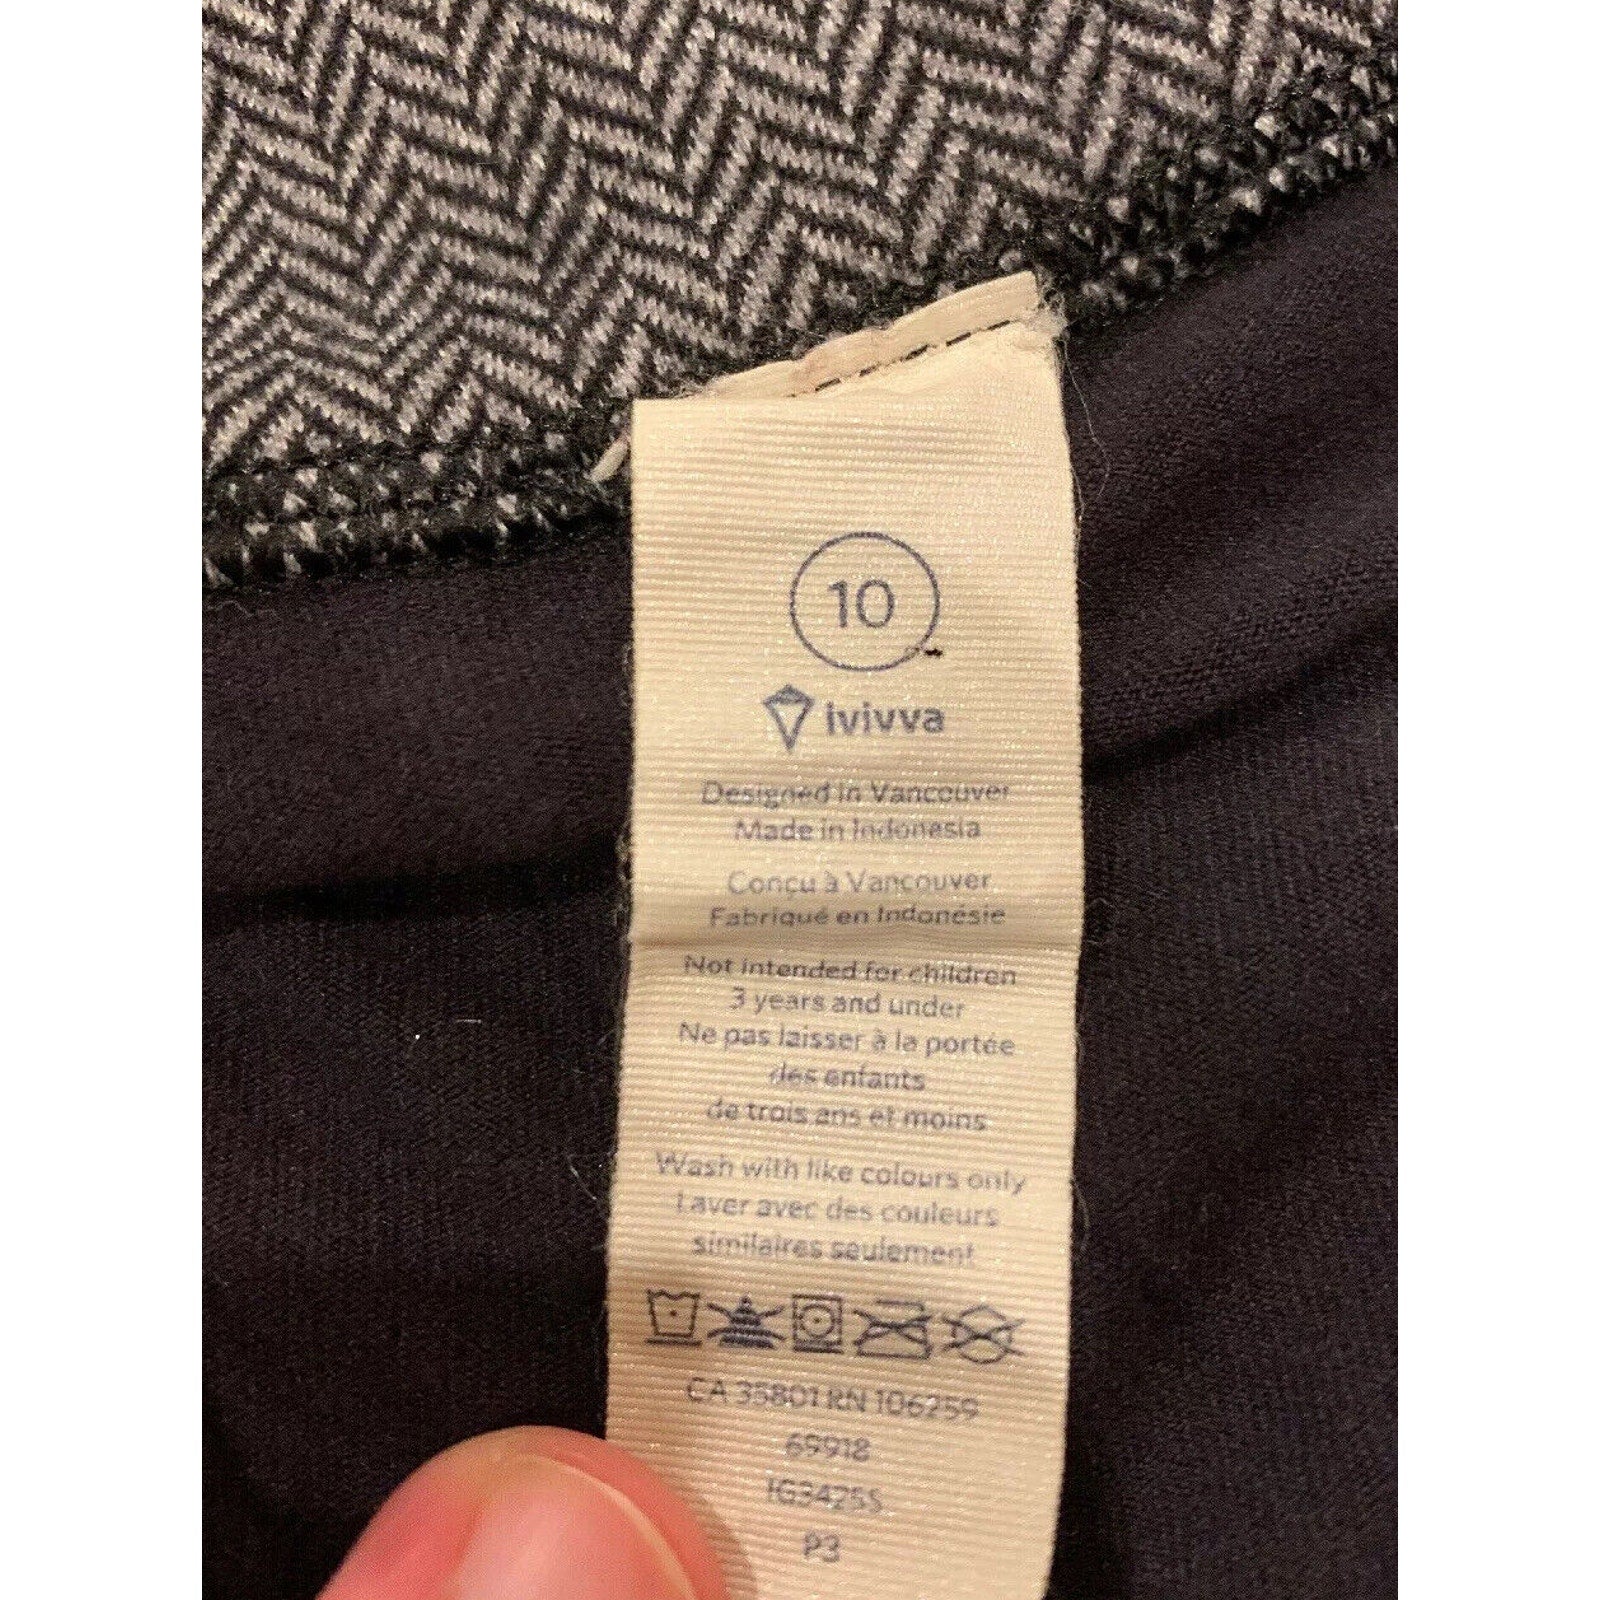 10
ivivva
Designed in Vancouver
Made in Indonesia
Conçu à Vancouver
Fabriqué en Indonésie
Not intended for children
3 years and under
Ne pas laisser à la portée
des enfants
de trois ans et moins
Wash with like colours only
Laver avec des couleurs
similaires seulement
CA 35801 RN 106259
69918
1G3425S
P3